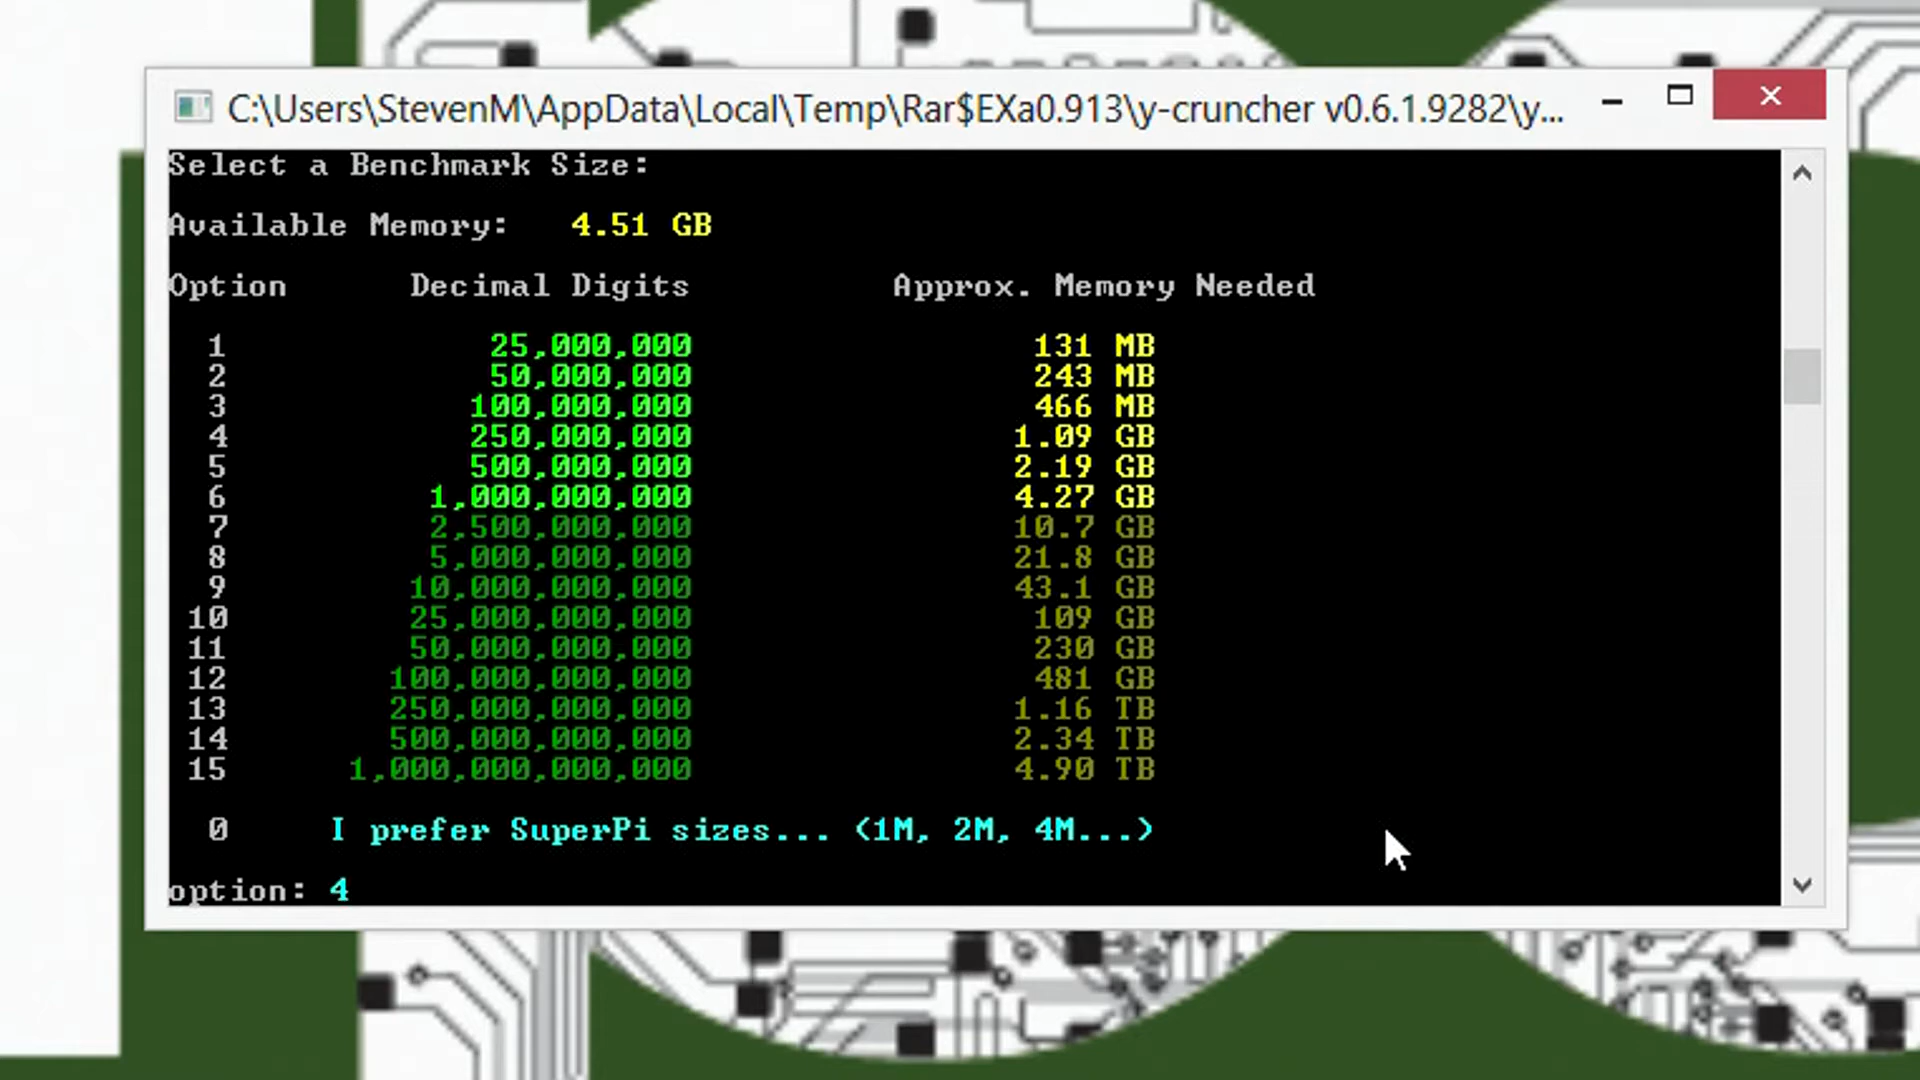 C:\Users\StevenM\AppData\Local\Temp\Rar$EXa0.913\y-cruncher v0.6.1.9282\y...
Select a Benchmark Size:
Available Memory: 4.51 GB
Option Decimal Digits Approx. Memory Needed
1 25,000,000 131 MB
2 50,000,000 243 MB
3 100,000,000 466 MB
4 250,000,000 1.09 GB
5 500,000,000 2.19 GB
6 1,000,000,000 4.27 GB
7 2,500,000,000 10.7 GB
8 5,000,000,000 21.8 GB
9 10,000,000,000 43.1 GB
10 25,000,000,000 109 GB
11 50,000,000,000 230 GB
12 100,000,000,000 481 GB
13 250,000,000,000 1.16 TB
14 500,000,000,000 2.34 TB
15 1,000,000,000,000 4.90 TB
0 I prefer SuperPi sizes... (1M, 2M, 4M...)
option: 4